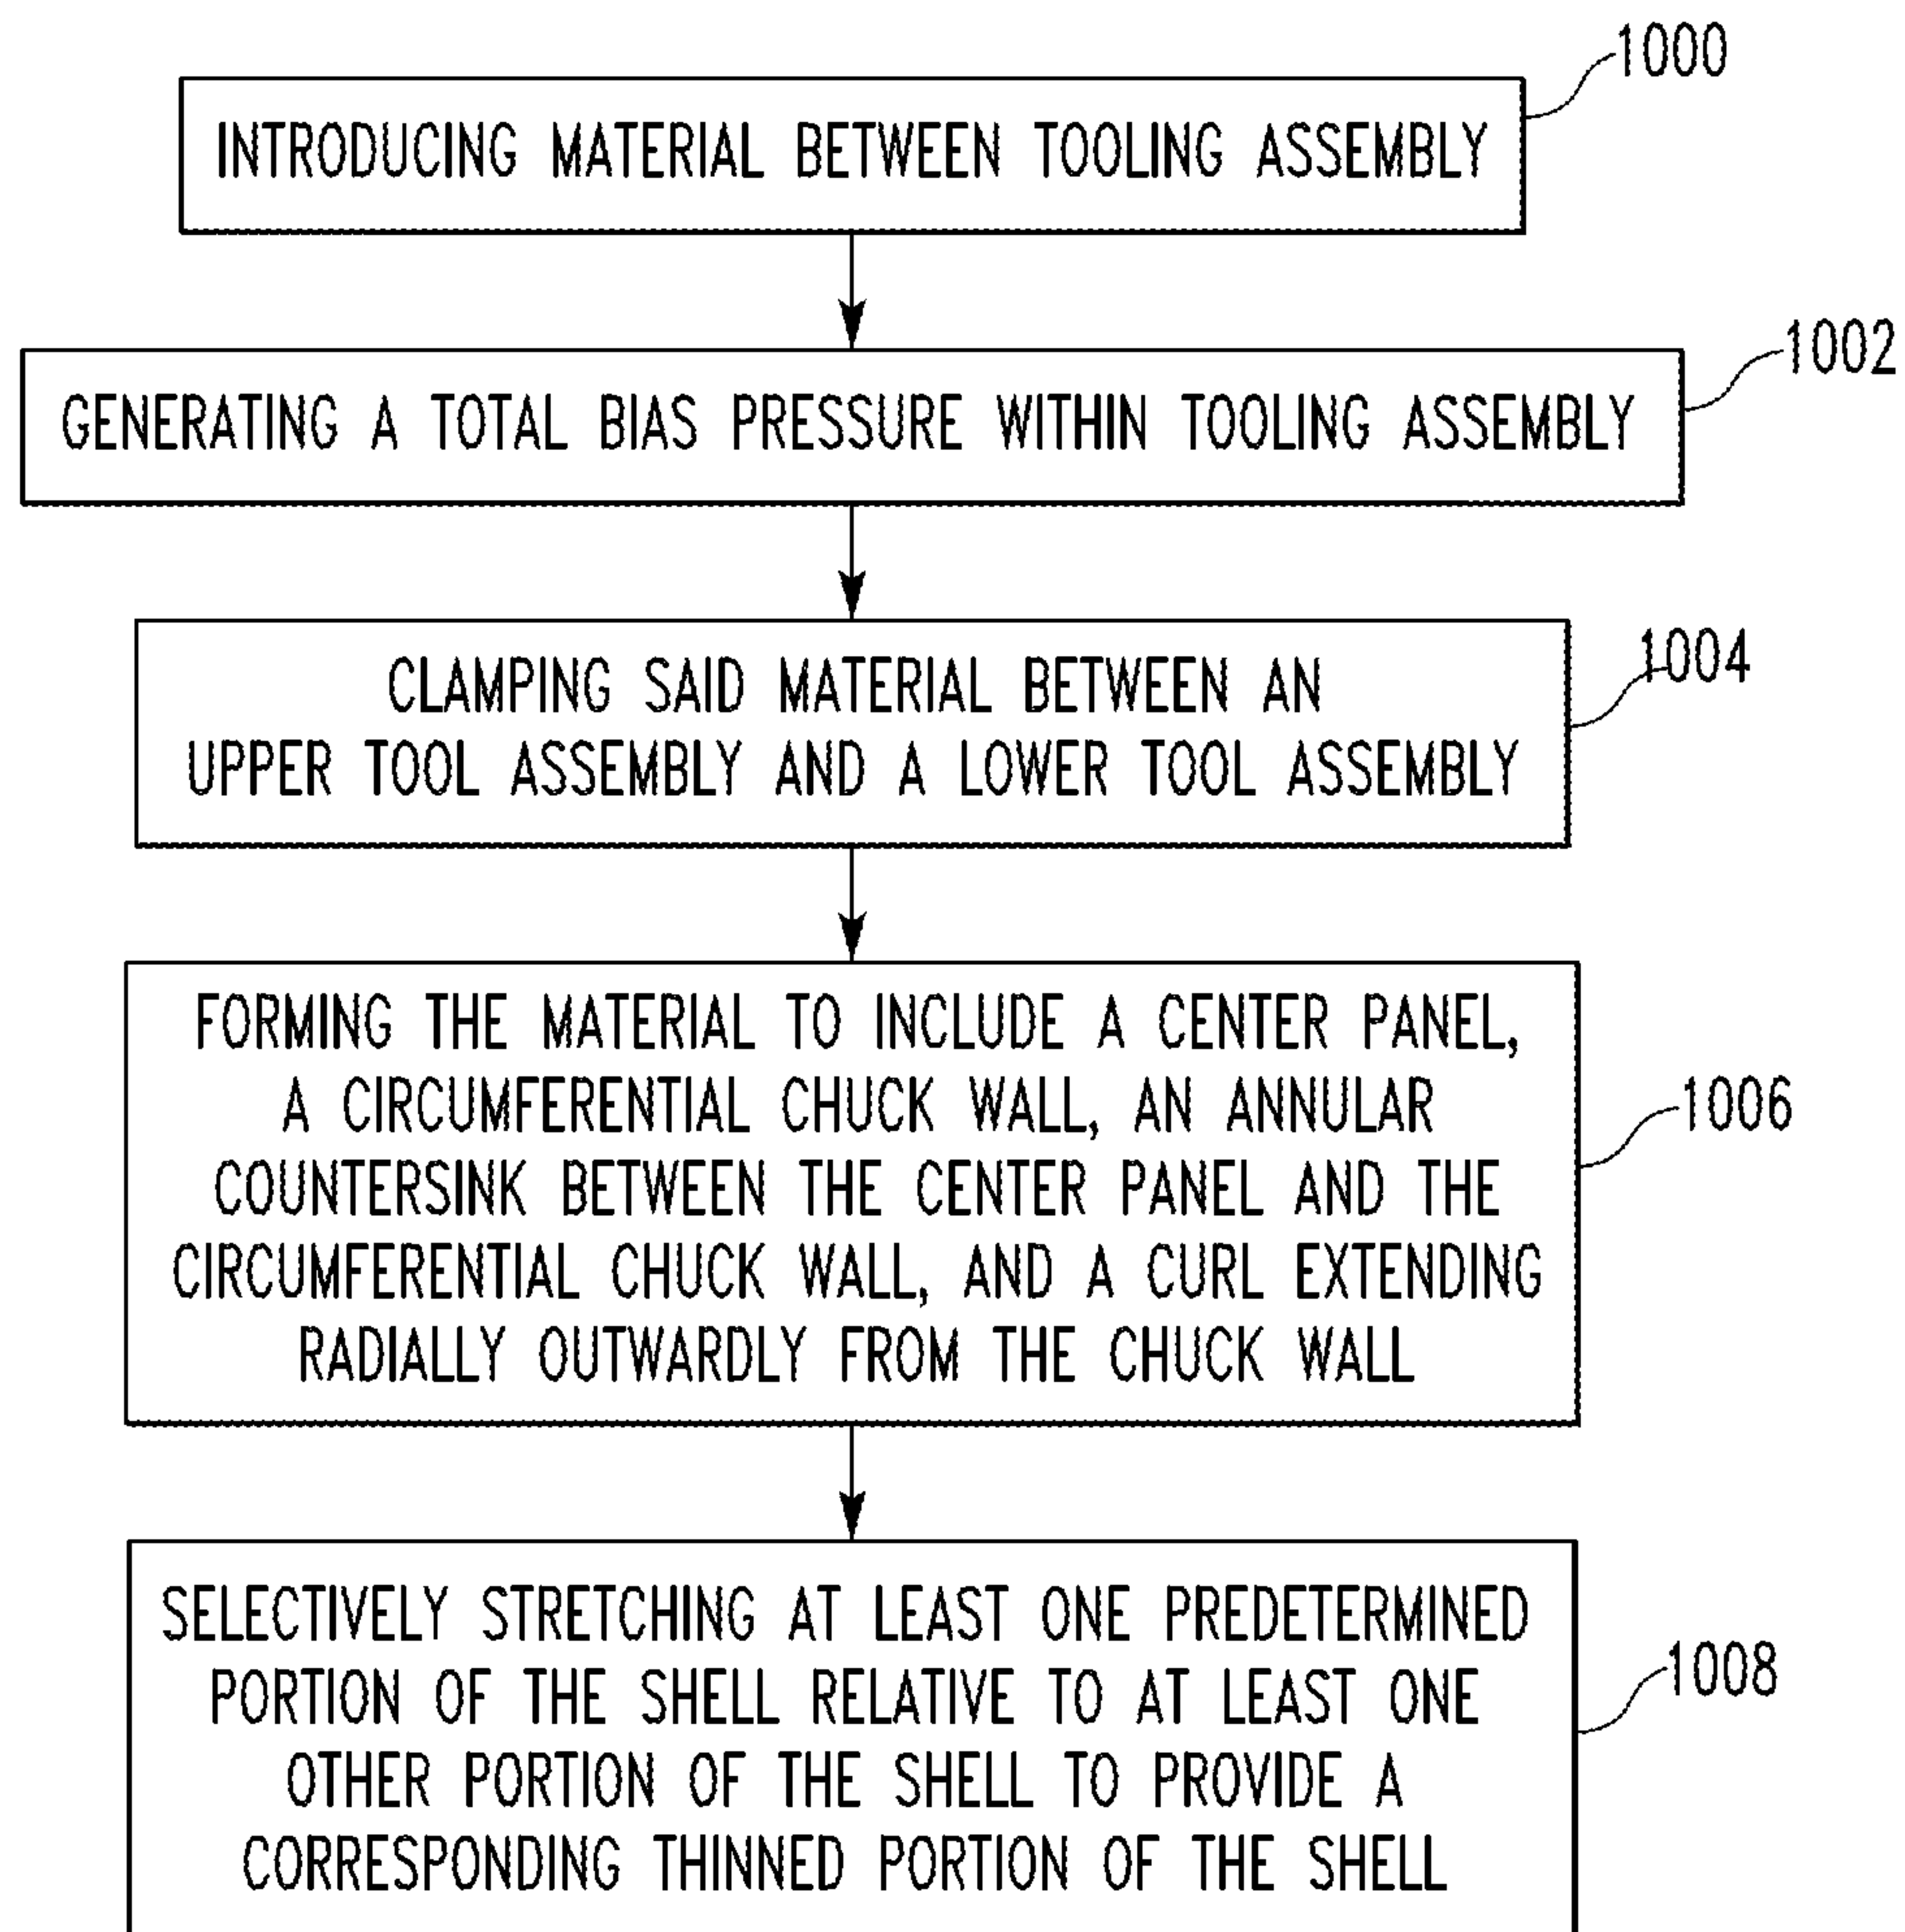 1000
INTRODUCING MATERIAL BETWEEN TOOLING ASSEMBLY
1002
GENERATING A TOTAL BIAS PRESSURE WITHIN TOOLING ASSEMBLY
1004
CLAMPING SAID MATERIAL BETWEEN AN
UPPER TOOL ASSEMBLY AND A LOWER TOOL ASSEMBLY
FORMING THE MATERIAL TO INCLUDE A CENTER PANEL,
A CIRCUMFERENTIAL CHUCK WALL, AN ANNULAR
COUNTERSINK BETWEEN THE CENTER PANEL AND THE
CIRCUMFERENTIAL CHUCK WALL, AND A CURL EXTENDING
RADIALLY OUTWARDLY FROM THE CHUCK WALL
1006
SELECTIVELY STRETCHING AT LEAST ONE PREDETERMINED
PORTION OF THE SHELL RELATIVE TO AT LEAST ONE
OTHER PORTION OF THE SHELL TO PROVIDE A
CORRESPONDING THINNED PORTION OF THE SHELL
1008